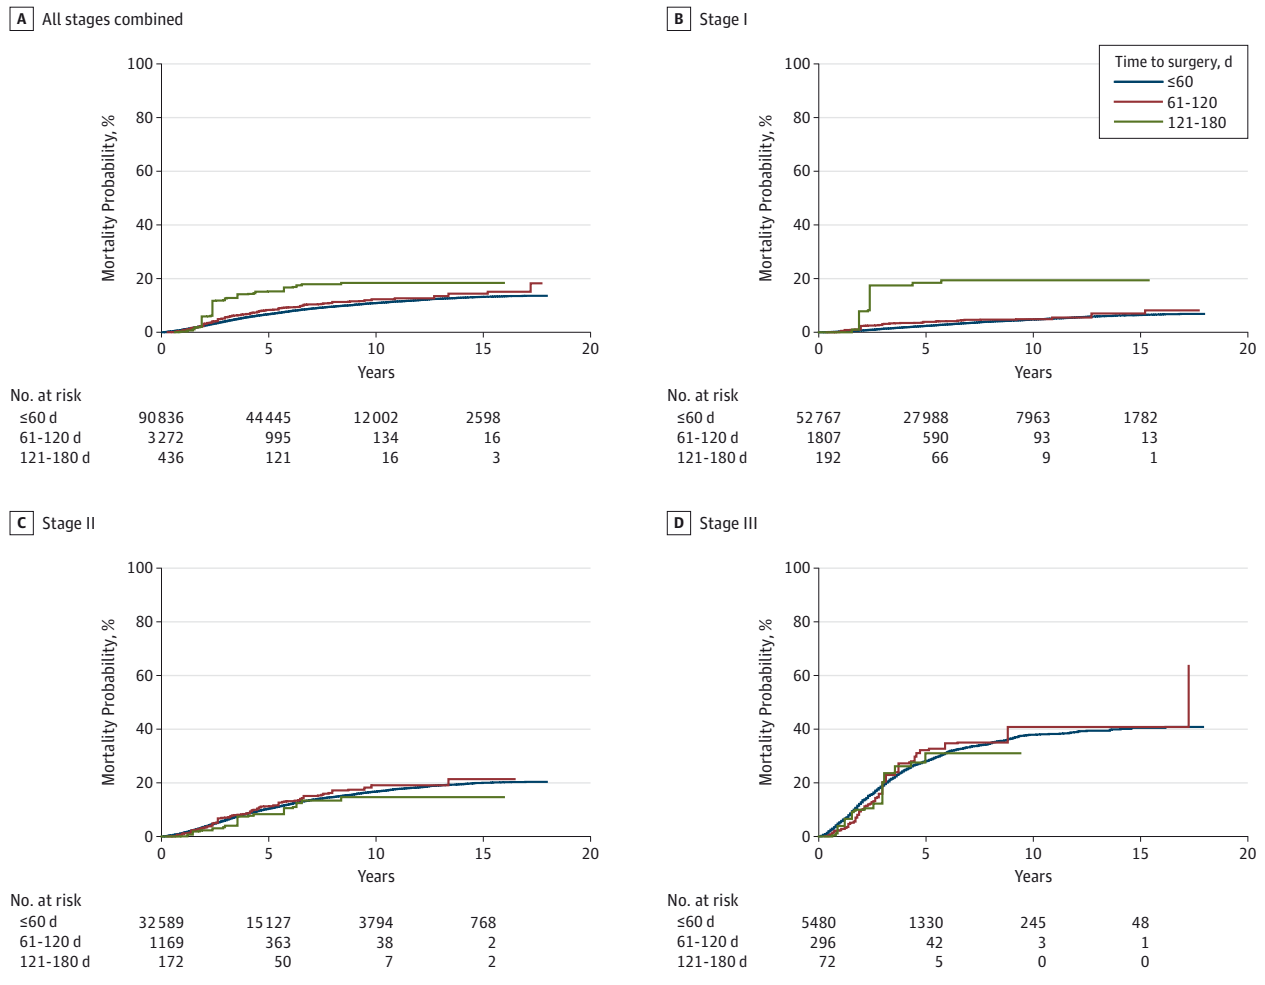 A All stages combined
100
80
60
40
20
0
Mortality Probability, %
0 5 10 15 20
Years
No. at risk
≤60 d 90836 44445 12002 2598
61-120 d 3272 995 134 16
121-180 d 436 121 16 3
B Stage I
Time to surgery, d
≤60
61-120
121-180
100
80
60
40
20
0
Mortality Probability, %
0 5 10 15 20
Years
No. at risk
≤60 d 52767 27988 7963 1782
61-120 d 1807 590 93 13
121-180 d 192 66 9 1
C Stage II
100
80
60
40
20
0
Mortality Probability, %
0 5 10 15 20
Years
No. at risk
≤60 d 32589 15127 3794 768
61-120 d 1169 363 38 2
121-180 d 172 50 7 2
D Stage III
100
80
60
40
20
0
Mortality Probability, %
0 5 10 15 20
Years
No. at risk
≤60 d 5480 1330 245 48
61-120 d 296 42 3 1
121-180 d 72 5 0 0